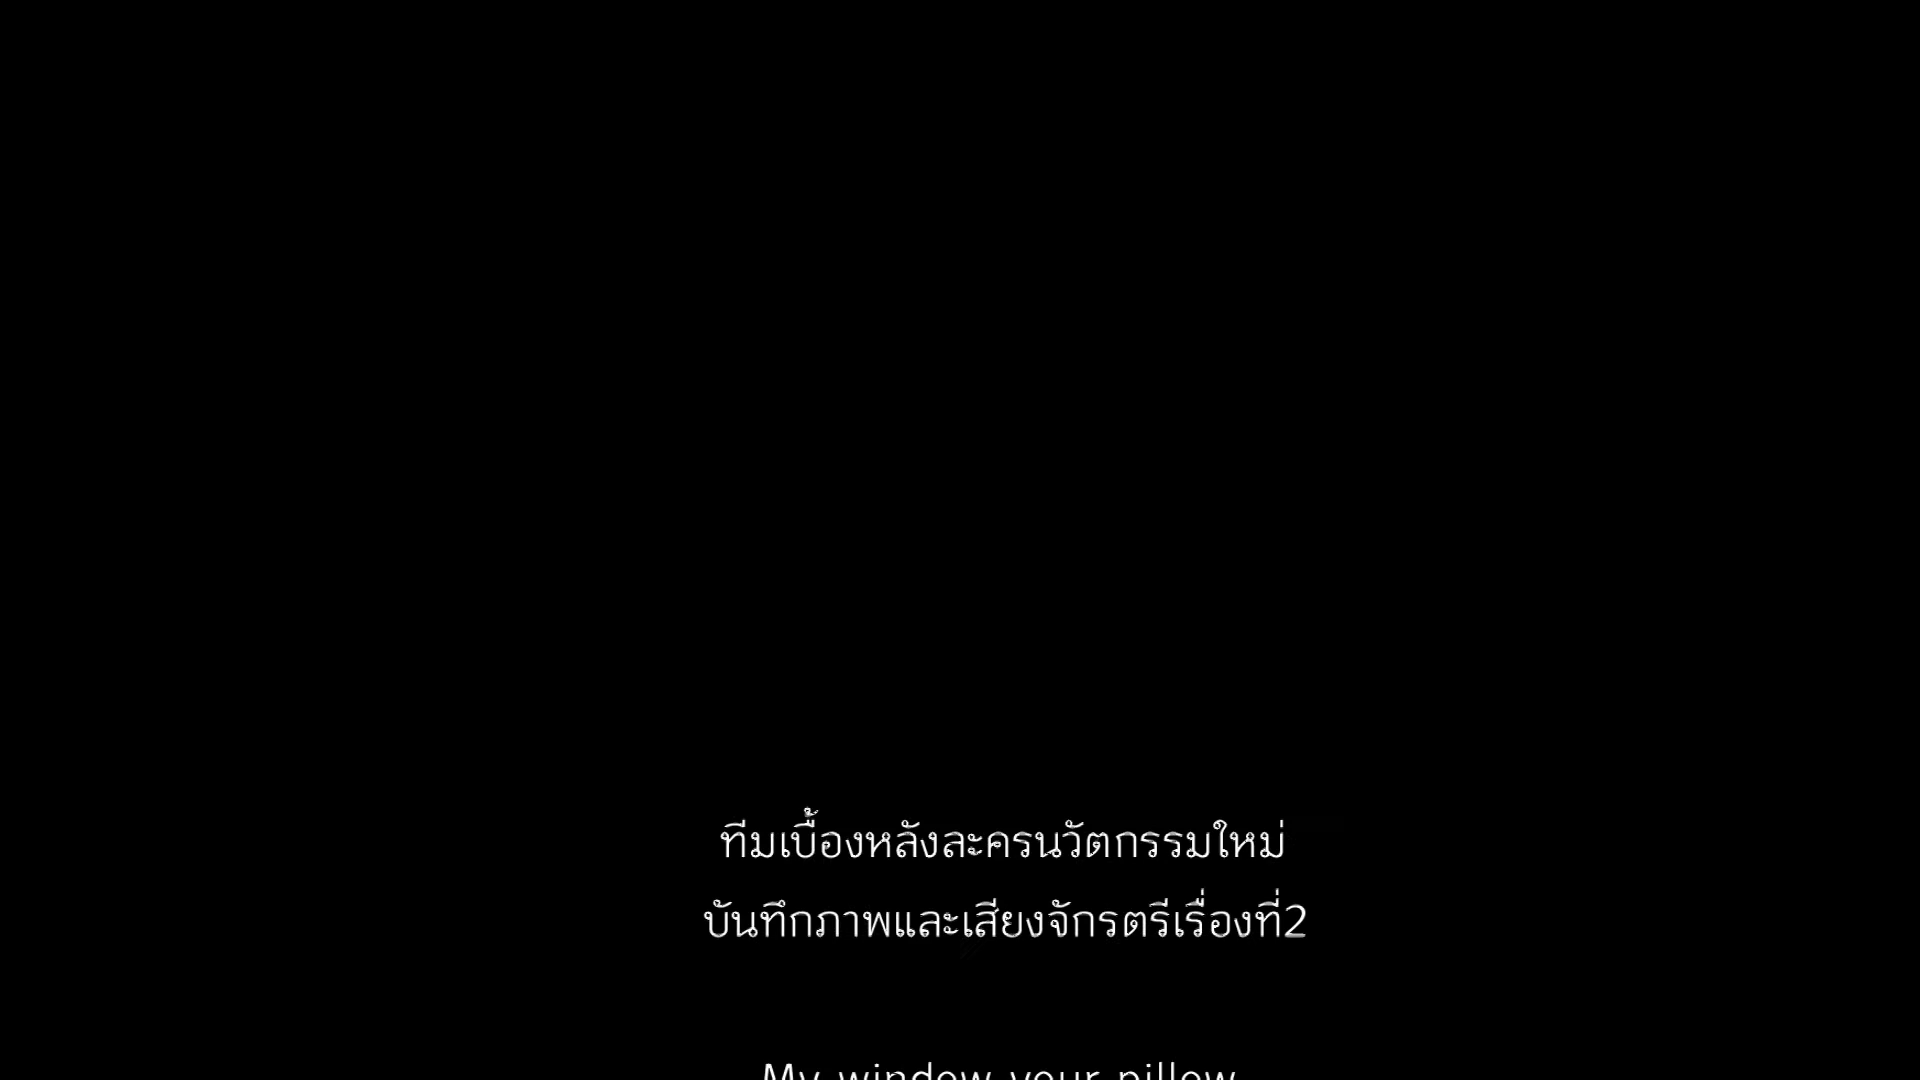 ทีมเบื้องหลังละครนวัตกรรมใหม่
บันทึกภาพและเสียงจักรตรีเรื่องที่2
My window your pillow